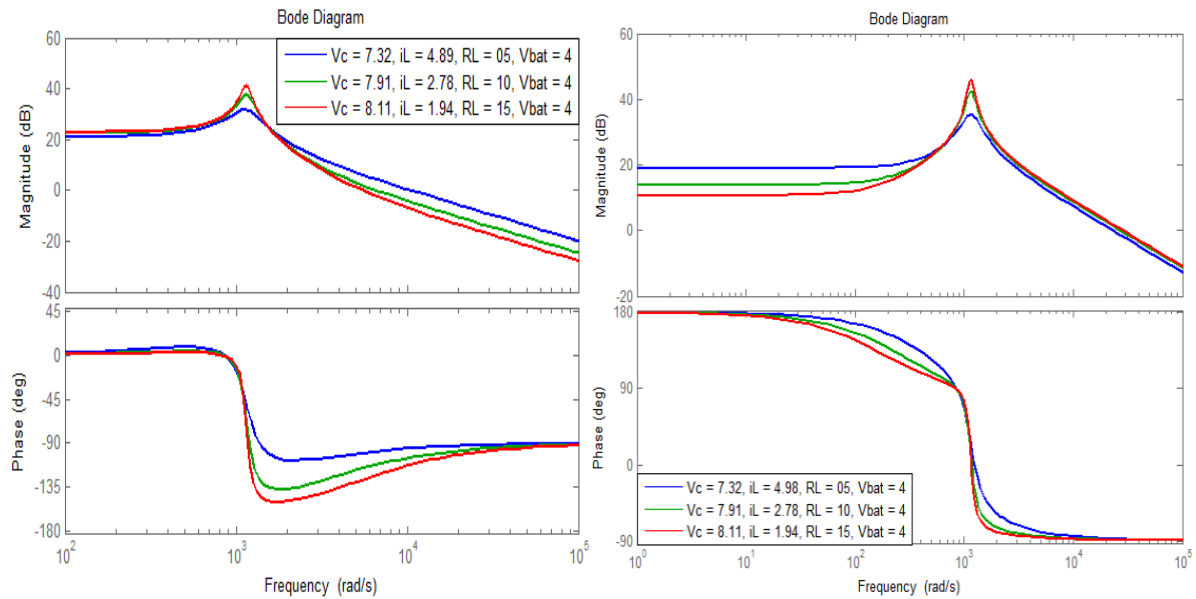 Bode Diagram
60
40
20
0
-20
-40
Magnitude (dB)
Vc = 7.32, iL = 4.89, RL = 05, Vbat = 4
Vc = 7.91, iL = 2.78, RL = 10, Vbat = 4
Vc = 8.11, iL = 1.94, RL = 15, Vbat = 4
45
0
-45
-90
-135
-180
Phase (deg)
10^2
10^3
10^4
10^5
Frequency (rad/s)
Bode Diagram
60
40
20
0
-20
Magnitude (dB)
180
90
0
-90
Phase (deg)
Vc = 7.32, iL = 4.98, RL = 05, Vbat = 4
Vc = 7.91, iL = 2.78, RL = 10, Vbat = 4
Vc = 8.11, iL = 1.94, RL = 15, Vbat = 4
10^0
10^1
10^2
10^3
10^4
10^5
Frequency (rad/s)